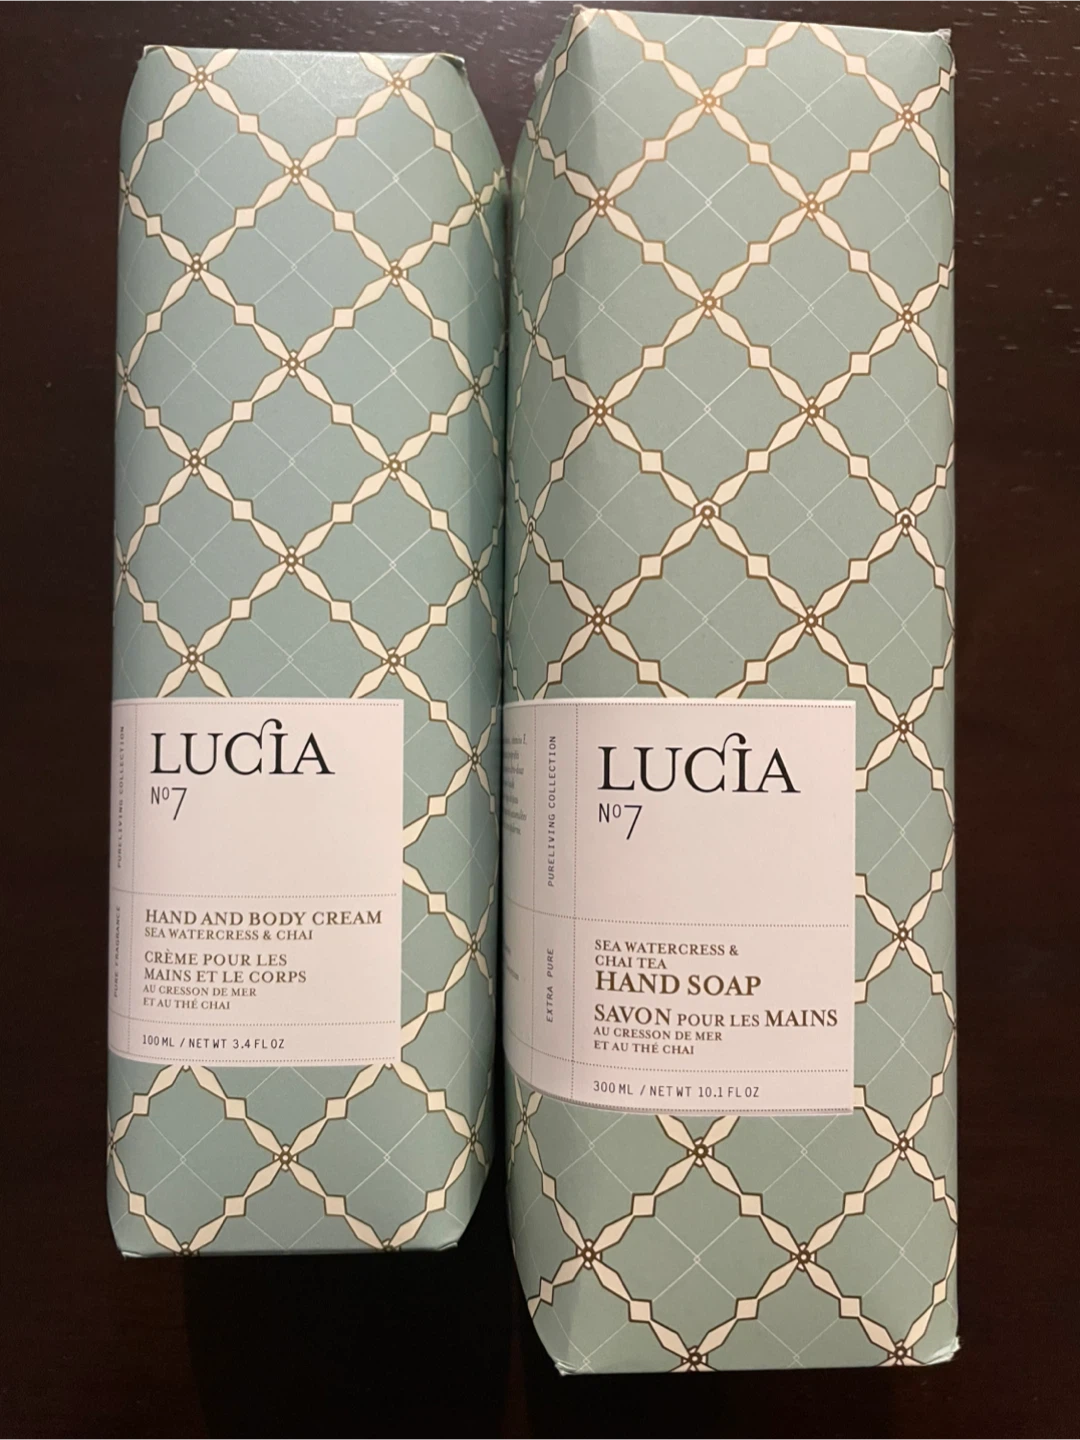 LUCIA
Nº7
PURELIVING COLLECTION
PURE FRAGRANCE
HAND AND BODY CREAM
SEA WATERCRESS & CHAI
CRÈME POUR LES
MAINS ET LE CORPS
AU CRESSON DE MER
ET AU THÉ CHAI
100 ML / NET WT 3.4 FL OZ
LUCIA
Nº7
PURELIVING COLLECTION
EXTRA PURE
SEA WATERCRESS &
CHAI TEA
HAND SOAP
SAVON POUR LES MAINS
AU CRESSON DE MER
ET AU THÉ CHAI
300 ML / NET WT 10.1 FL OZ